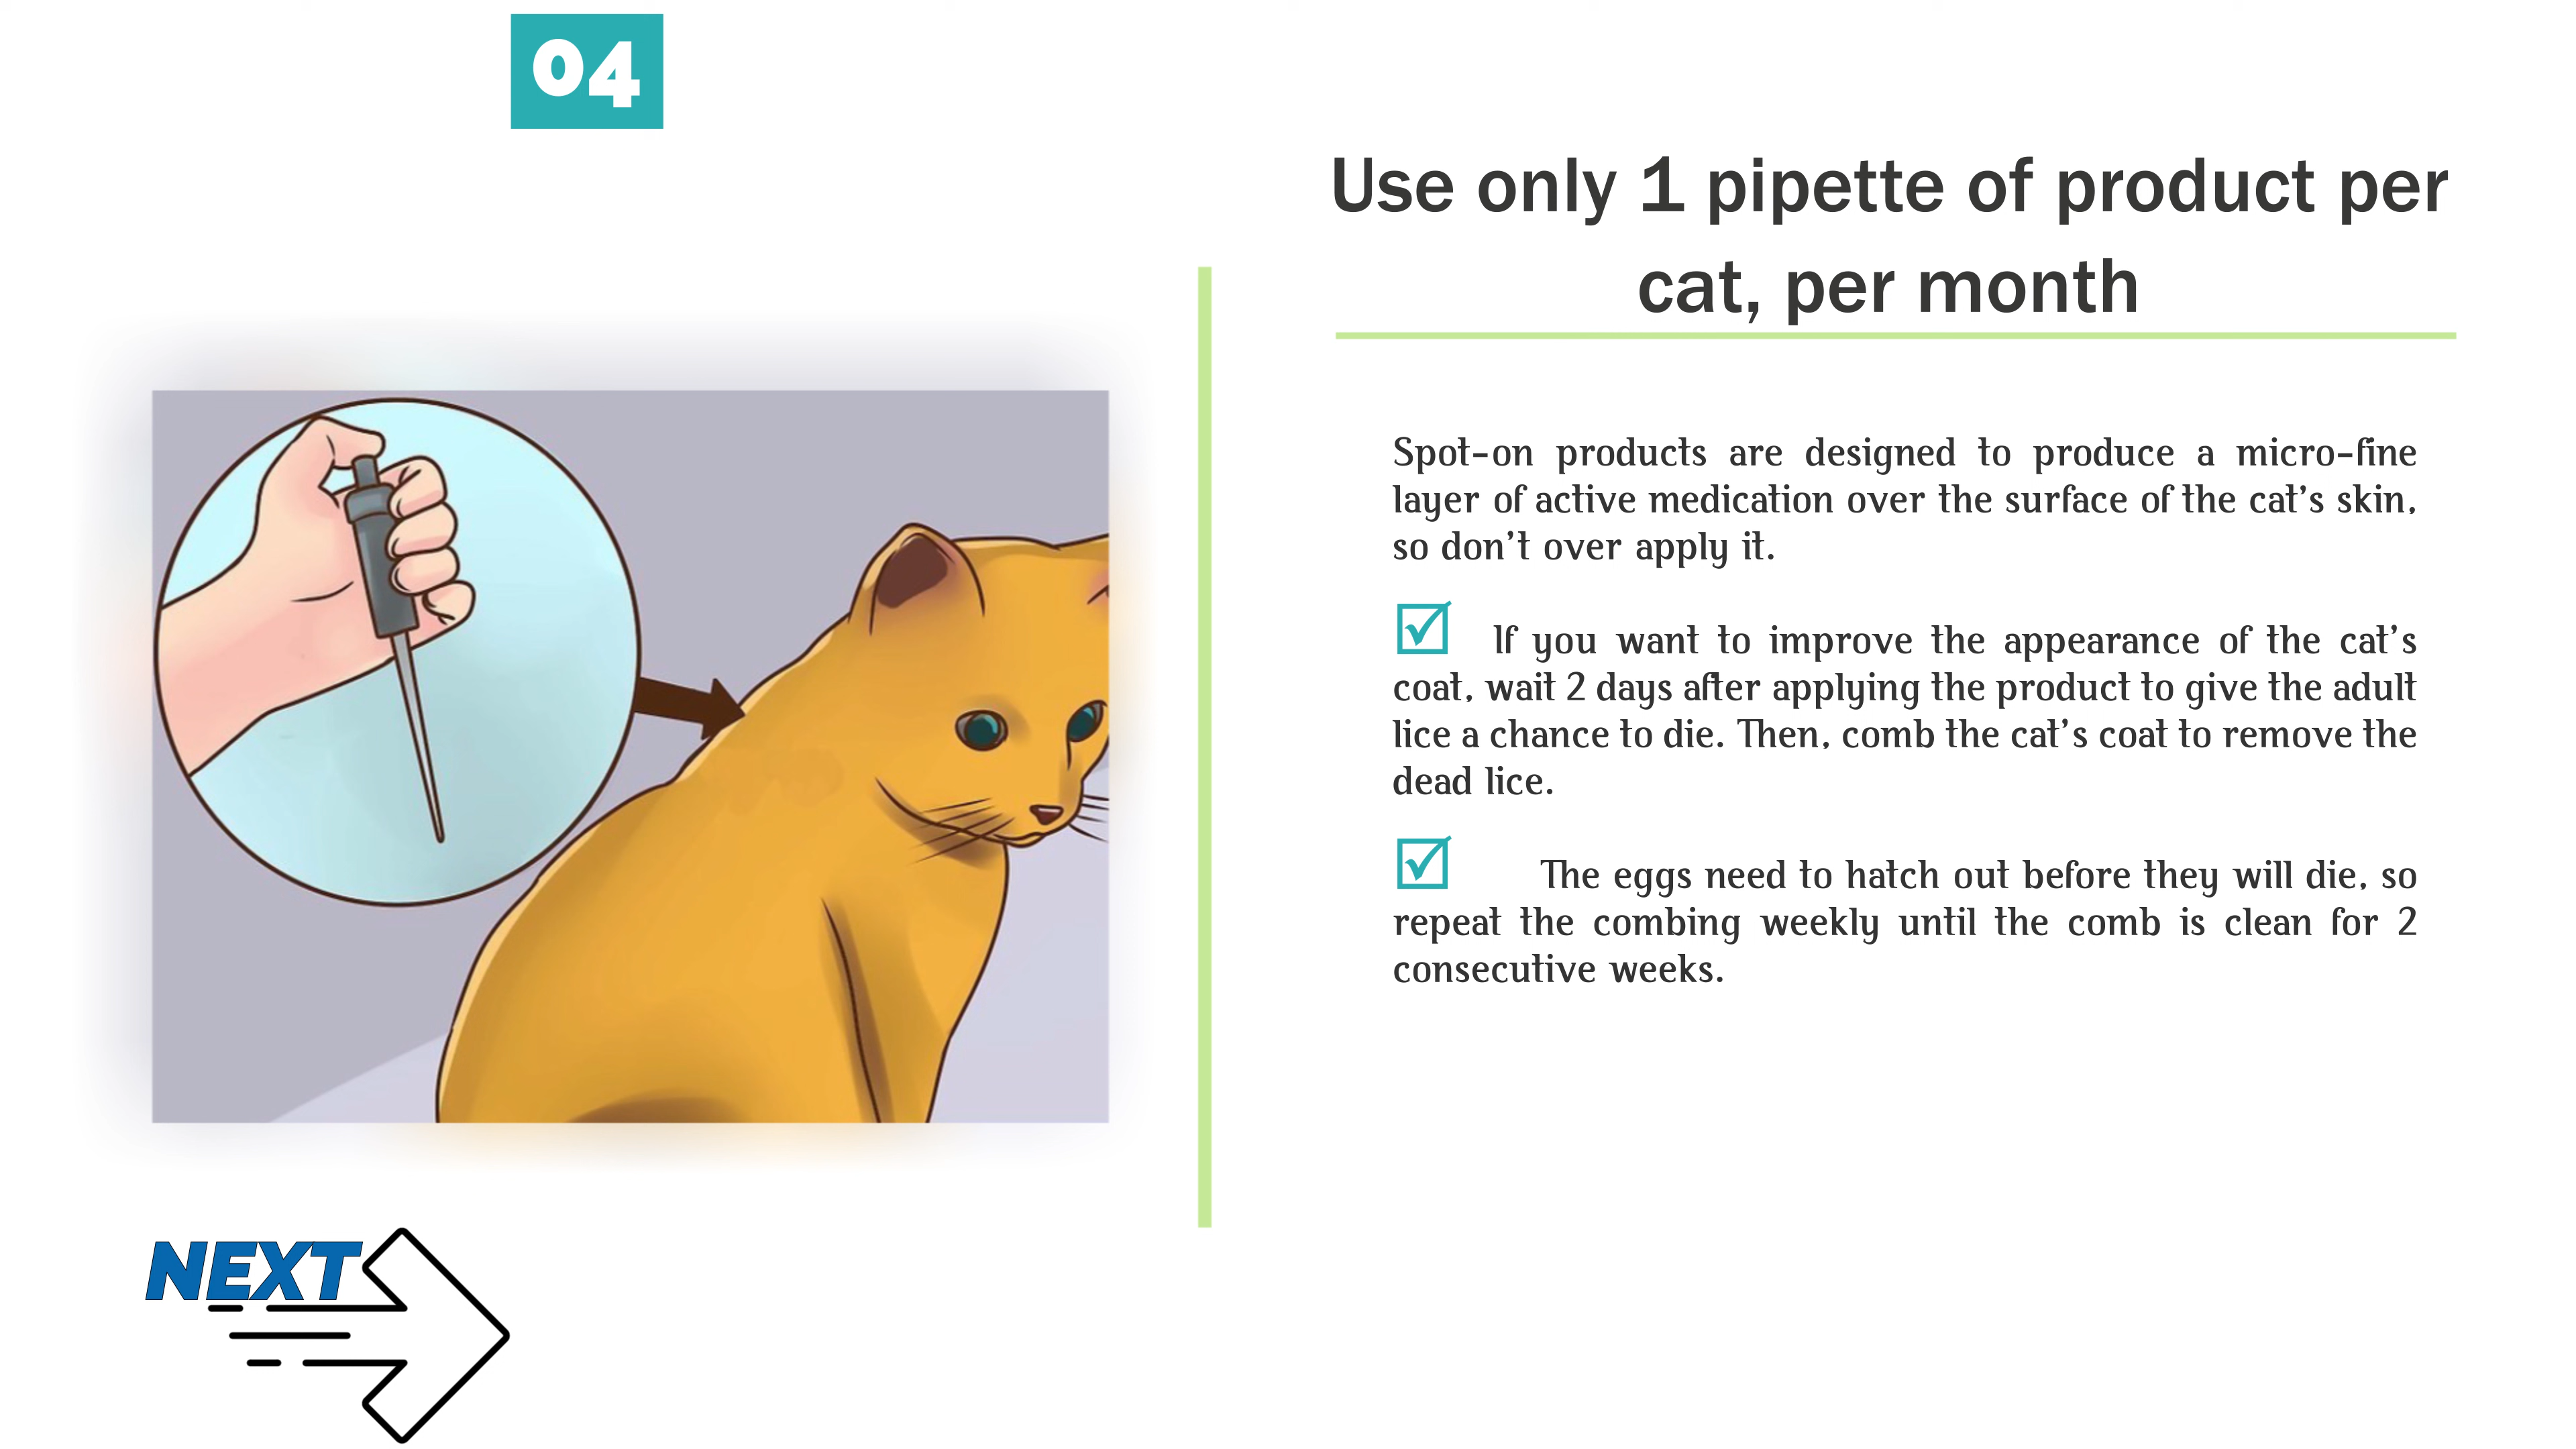 04
Use only 1 pipette of product per
cat, per month
Spot-on products are designed to produce a micro-fine
layer of active medication over the surface of the cat's skin,
so don't over apply it.
If you want to improve the appearance of the cat's
coat, wait 2 days after applying the product to give the adult
lice a chance to die. Then, comb the cat's coat to remove the
dead lice.
The eggs need to hatch out before they will die, so
repeat the combing weekly until the comb is clean for 2
consecutive weeks.
NEXT